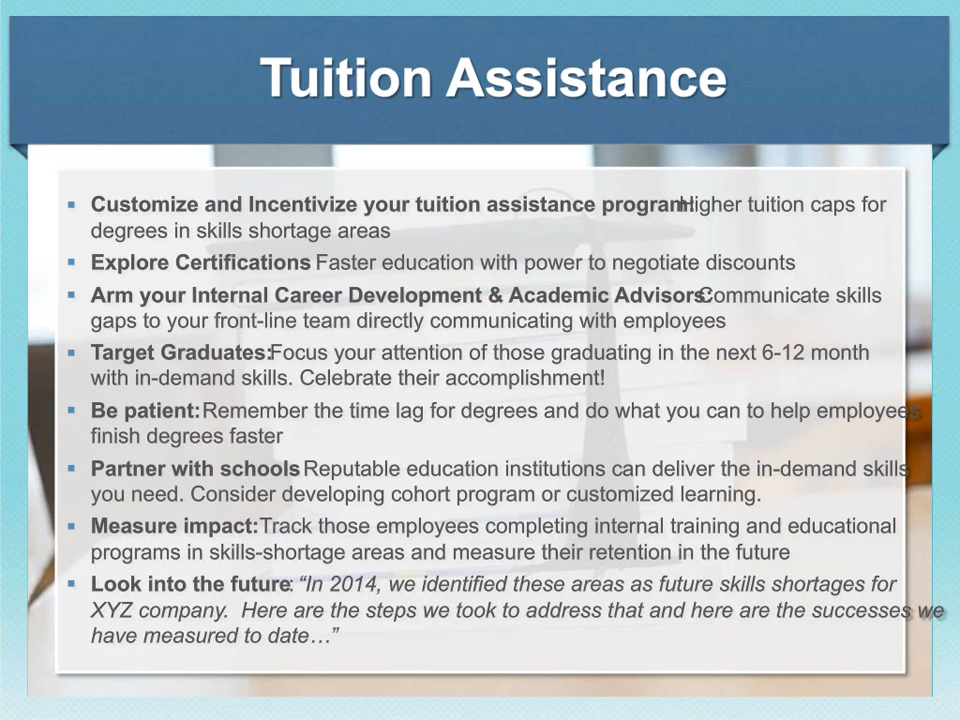 Tuition Assistance
▪ Customize and Incentivize your tuition assistance program: Higher tuition caps for
degrees in skills shortage areas
▪ Explore Certifications Faster education with power to negotiate discounts
▪ Arm your Internal Career Development & Academic Advisors: Communicate skills
gaps to your front-line team directly communicating with employees
▪ Target Graduates: Focus your attention of those graduating in the next 6-12 month
with in-demand skills. Celebrate their accomplishment!
▪ Be patient: Remember the time lag for degrees and do what you can to help employees
finish degrees faster
▪ Partner with schools Reputable education institutions can deliver the in-demand skills
you need. Consider developing cohort program or customized learning.
▪ Measure impact: Track those employees completing internal training and educational
programs in skills-shortage areas and measure their retention in the future
▪ Look into the future: “In 2014, we identified these areas as future skills shortages for
XYZ company.  Here are the steps we took to address that and here are the successes we
have measured to date…”